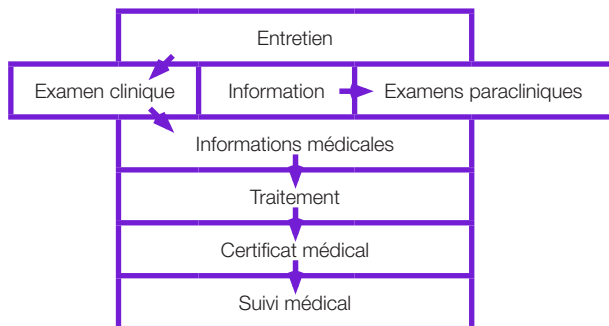 Entretien
Examen clinique
Information
Examens paracliniques
Informations médicales
Traitement
Certificat médical
Suivi médical